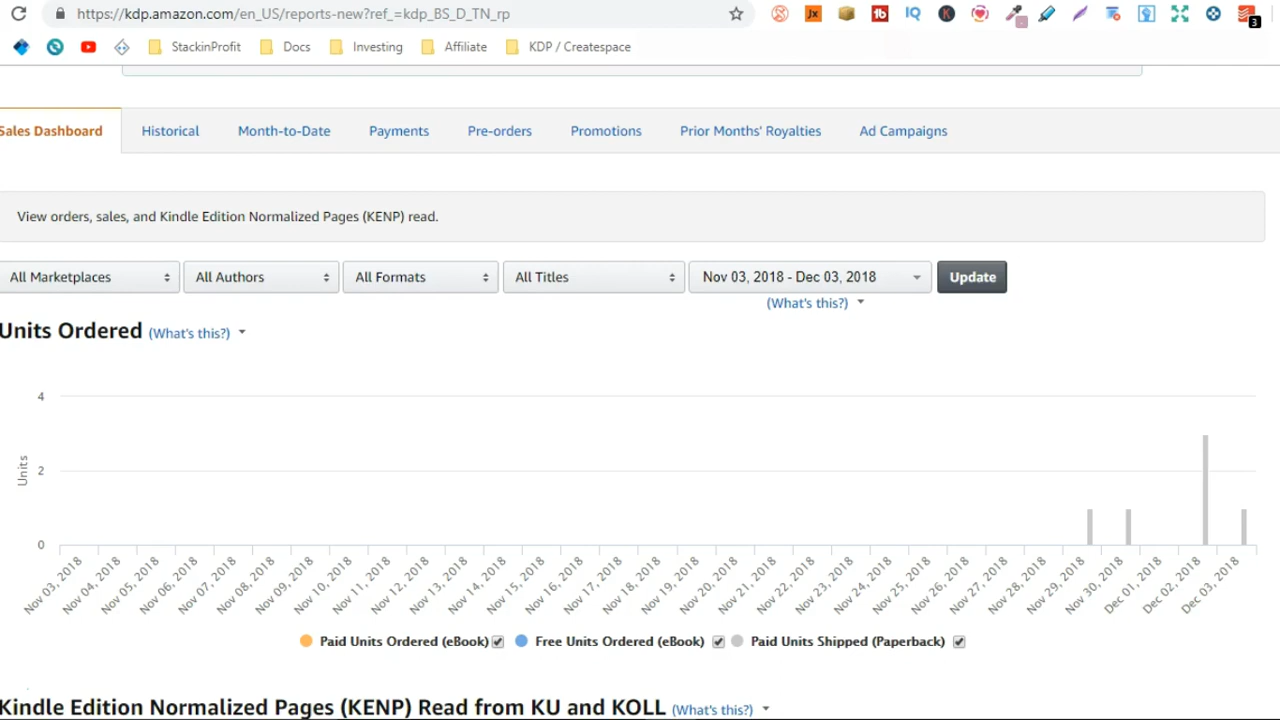 https://kdp.amazon.com/en_US/reports-new?ref_=kdp_BS_D_TN_rp
Jx
1b
IQ
K
3
StackinProfit Docs Investing Affiliate KDP / Createspace
Sales Dashboard Historical Month-to-Date Payments Pre-orders Promotions Prior Months' Royalties Ad Campaigns
View orders, sales, and Kindle Edition Normalized Pages (KENP) read.
All Marketplaces All Authors All Formats All Titles Nov 03, 2018 - Dec 03, 2018 Update
(What's this?)
Units Ordered (What's this?)
4
Units
2
0
Nov 03, 2018 Nov 04, 2018 Nov 05, 2018 Nov 06, 2018 Nov 07, 2018 Nov 08, 2018 Nov 09, 2018 Nov 10, 2018 Nov 11, 2018 Nov 12, 2018 Nov 13, 2018 Nov 14, 2018 Nov 15, 2018 Nov 16, 2018 Nov 17, 2018 Nov 18, 2018 Nov 19, 2018 Nov 20, 2018 Nov 21, 2018 Nov 22, 2018 Nov 23, 2018 Nov 24, 2018 Nov 25, 2018 Nov 26, 2018 Nov 27, 2018 Nov 28, 2018 Nov 29, 2018 Nov 30, 2018 Dec 01, 2018 Dec 02, 2018 Dec 03, 2018
Paid Units Ordered (eBook) Free Units Ordered (eBook) Paid Units Shipped (Paperback)
Kindle Edition Normalized Pages (KENP) Read from KU and KOLL (What's this?)